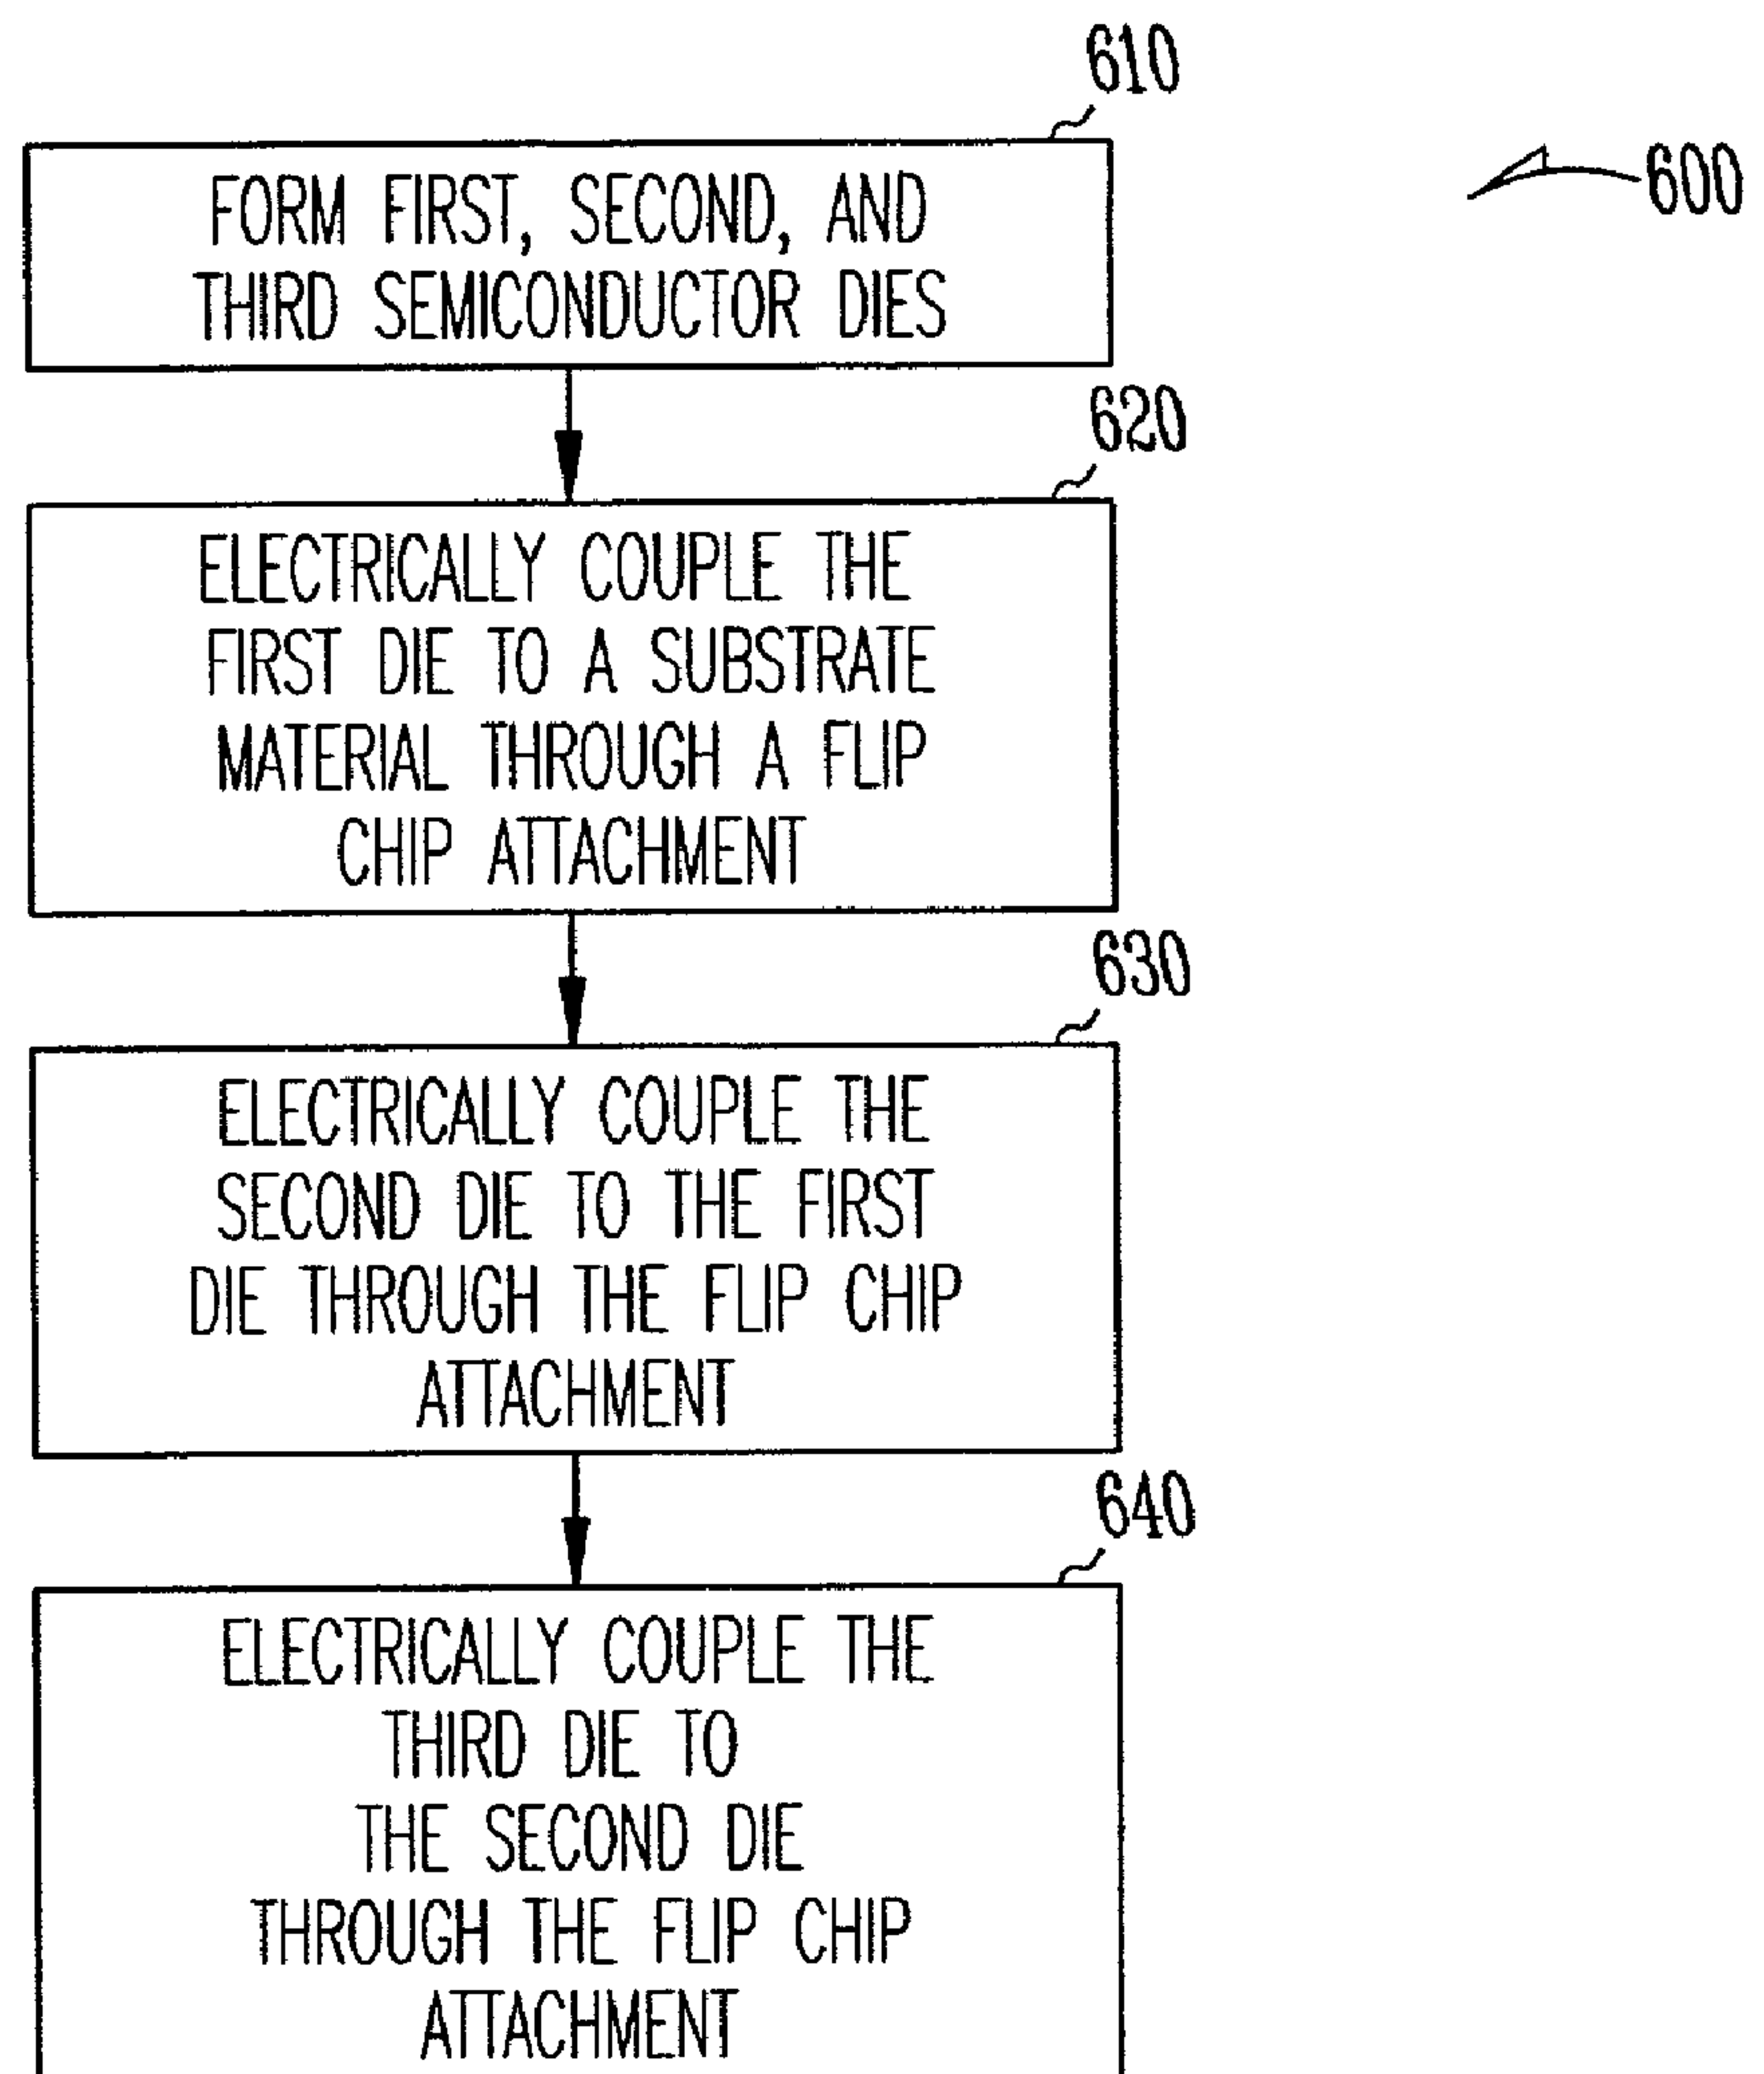 610
600
FORM FIRST, SECOND, AND
THIRD SEMICONDUCTOR DIES
620
ELECTRICALLY COUPLE THE
FIRST DIE TO A SUBSTRATE
MATERIAL THROUGH A FLIP
CHIP ATTACHMENT
630
ELECTRICALLY COUPLE THE
SECOND DIE TO THE FIRST
DIE THROUGH THE FLIP CHIP
ATTACHMENT
640
ELECTRICALLY COUPLE THE
THIRD DIE TO
THE SECOND DIE
THROUGH THE FLIP CHIP
ATTACHMENT